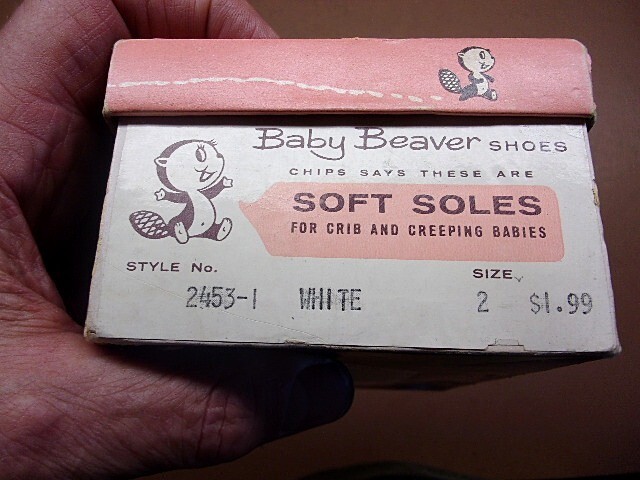 Baby Beaver SHOES
CHIPS SAYS THESE ARE
SOFT SOLES
FOR CRIB AND CREEPING BABIES
STYLE No. SIZE
2453-1 WHITE 2 $1.99